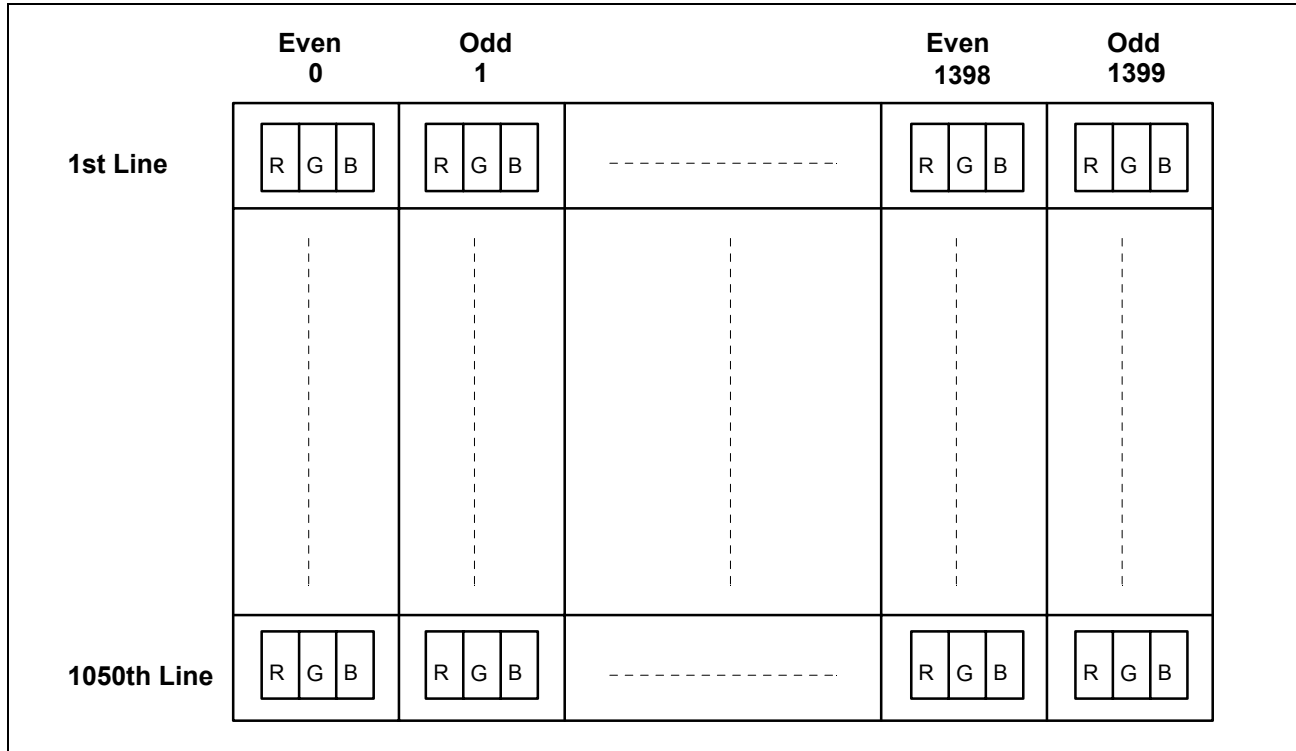 Even Odd Even Odd
0 1 1398 1399
1st Line R G B R G B R G B R G B
1050th Line R G B R G B R G B R G B